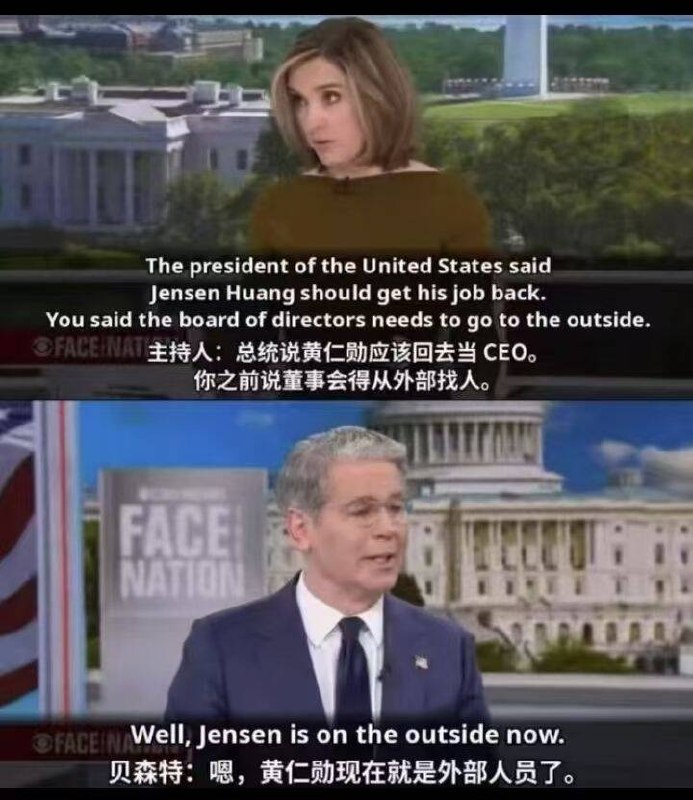 The president of the United States said
Jensen Huang should get his job back.
You said the board of directors needs to go to the outside.
@FACE NATI
主持人：总统说黄仁勋应该回去当 CEO。
你之前说董事会得从外部找人。
FACE
NATION
Well, Jensen is on the outside now.
@FACE NA
贝森特：嗯，黄仁勋现在就是外部人员了。